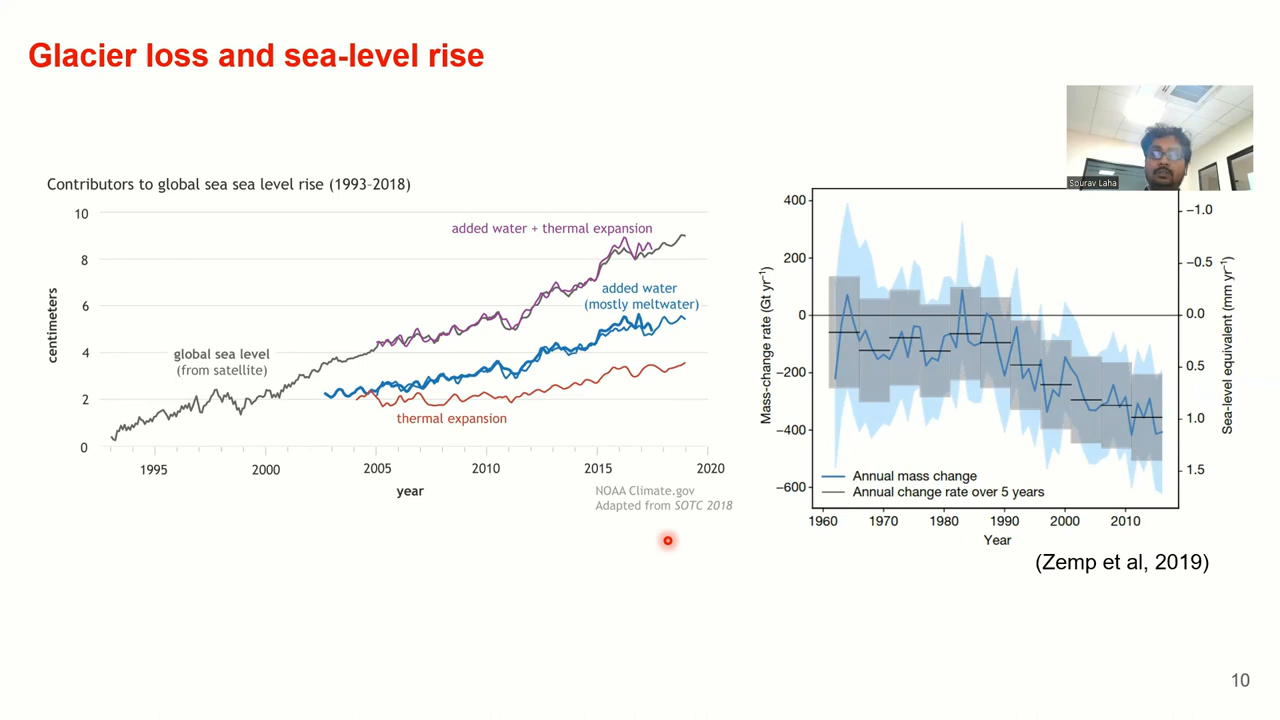 Glacier loss and sea-level rise
Sourav Laha
Contributors to global sea sea level rise (1993-2018)
10
8
6
4
2
0
centimeters
added water + thermal expansion
added water
(mostly meltwater)
global sea level
(from satellite)
thermal expansion
1995
2000
2005
2010
2015
2020
year
NOAA Climate.gov
Adapted from SOTC 2018
400
200
0
−200
−400
−600
Mass-change rate (Gt yr⁻¹)
−1.0
−0.5
0.0
0.5
1.0
1.5
Sea-level equivalent (mm yr⁻¹)
Annual mass change
Annual change rate over 5 years
1960
1970
1980
1990
2000
2010
Year
(Zemp et al, 2019)
10